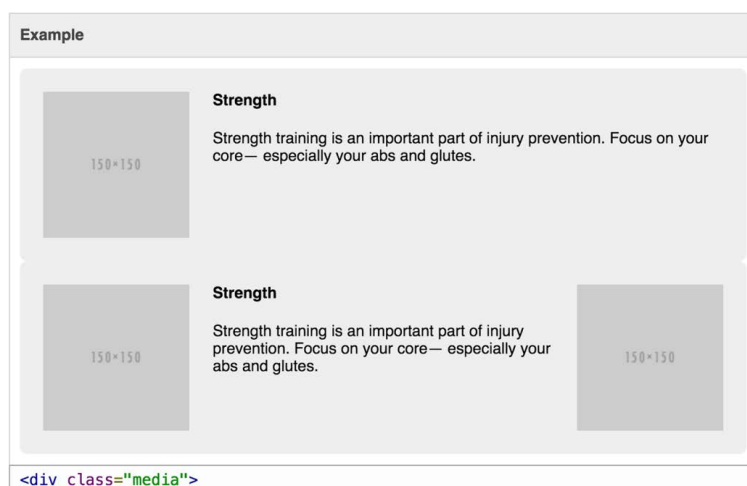 Example
Strength
Strength training is an important part of injury prevention. Focus on your
core— especially your abs and glutes.
150×150
Strength
Strength training is an important part of injury
prevention. Focus on your core— especially your
abs and glutes.
150×150
150×150
<div class="media">